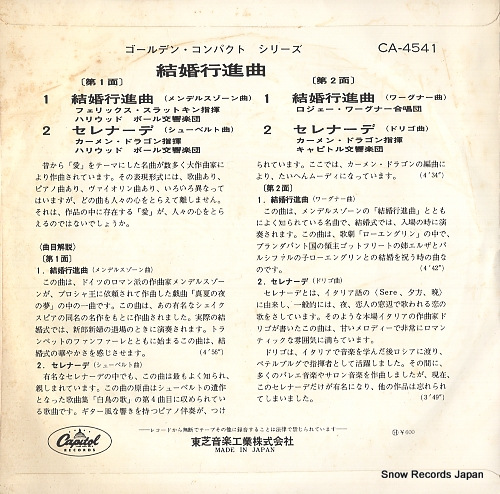 ゴールデン・コンパクト シリーズ
CA-4541
結婚行進曲
〔第1面〕
1 結婚行進曲(メンデルスゾーン曲)
フェリックス・スラットキン指揮
ハリウッド ボール交響楽団
2 セレナーデ(シューベルト曲)
カーメン・ドラゴン指揮
ハリウッド ボール交響楽団
〔第2面〕
1 結婚行進曲(ワーグナー曲)
ロジェー・ワーグナー合唱団
2 セレナーデ(ドリゴ曲)
カーメン・ドラゴン指揮
キャピトル交響楽団
昔から「愛」をテーマにした名曲が数多く大作曲家に
より作曲されています。その表現形式には、歌曲あり、
ピアノ曲あり、ヴァイオリン曲あり、いろいろ異なって
はいますが、どの曲も人々の心をとらえて離しません。
それは、作品の中に存在する「愛」が、人々の心をとら
えるのではないでしょうか。
(曲目解説)
〔第1面〕
1. 結婚行進曲(メンデルスゾーン曲)
この曲は、ドイツのロマン派の作曲家メンデルスゾー
ンが、プロシャ王に依頼されて作曲した戯曲「真夏の夜
の夢」の中の一曲です。この曲は、あの有名なシェイク
スピアの同名の作をもとに作曲されました。実際の結
婚式では、新郎新婦の退場のときに演奏されます。トラ
ンペットのファンファーレとともに始まるこの曲は、結
婚式の華やかさを感じさせます。 (4′56″)
2. セレナーデ(シューベルト曲)
有名なセレナーデの中でも、この曲は最もよく知られ、
親しまれています。この曲の原曲はシューベルトの遺作
となった歌曲集「白鳥の歌」の第4曲目に収められてい
る歌曲です。ギター風な響きを持つピアノ伴奏が、つけ
られています。ここでは、カーメン・ドラゴンの編曲によ
り、たいへんムーディになっています。 (4′34″)
〔第2面〕
1. 結婚行進曲(ワーグナー曲)
この曲は、メンデルスゾーンの「結婚行進曲」ととも
によく知られている名曲で、結婚式では、入場の時に演
奏されます。この曲は、歌劇「ローエングリン」の中で、
ブランダバント国の領主ゴットフリートの姉エルザとパ
ルシファルの子ローエングリンとの結婚を祝う時の曲な
のです。 (4′42″)
2. セレナーデ(ドリゴ曲)
セレナーデとは、イタリア語の(Sere、夕方、晩)
に由来し、一般的には、夜、恋人の窓辺で歌われる恋の
歌をさしています。そのような本場イタリアの作曲家ド
リゴが書いたこの曲は、甘いメロディーで非常にロマン
ティックな雰囲気に満ちています。
ドリゴは、イタリアで音楽を学んだ後ロシアに渡り、
ペテルブルグで指揮者として活躍しました。その間に、
多くのバレエ音楽やサロン音楽を作曲しましたが、現在、
このセレナーデだけが有名になり、他の作品は忘れられ
てしまいました。 (3′49″)
レコードから無断でテープその他に録音することは法律で禁じられています
Capitol
RECORDS
東芝音楽工業株式会社
MADE IN JAPAN
¥400
Snow Records Japan